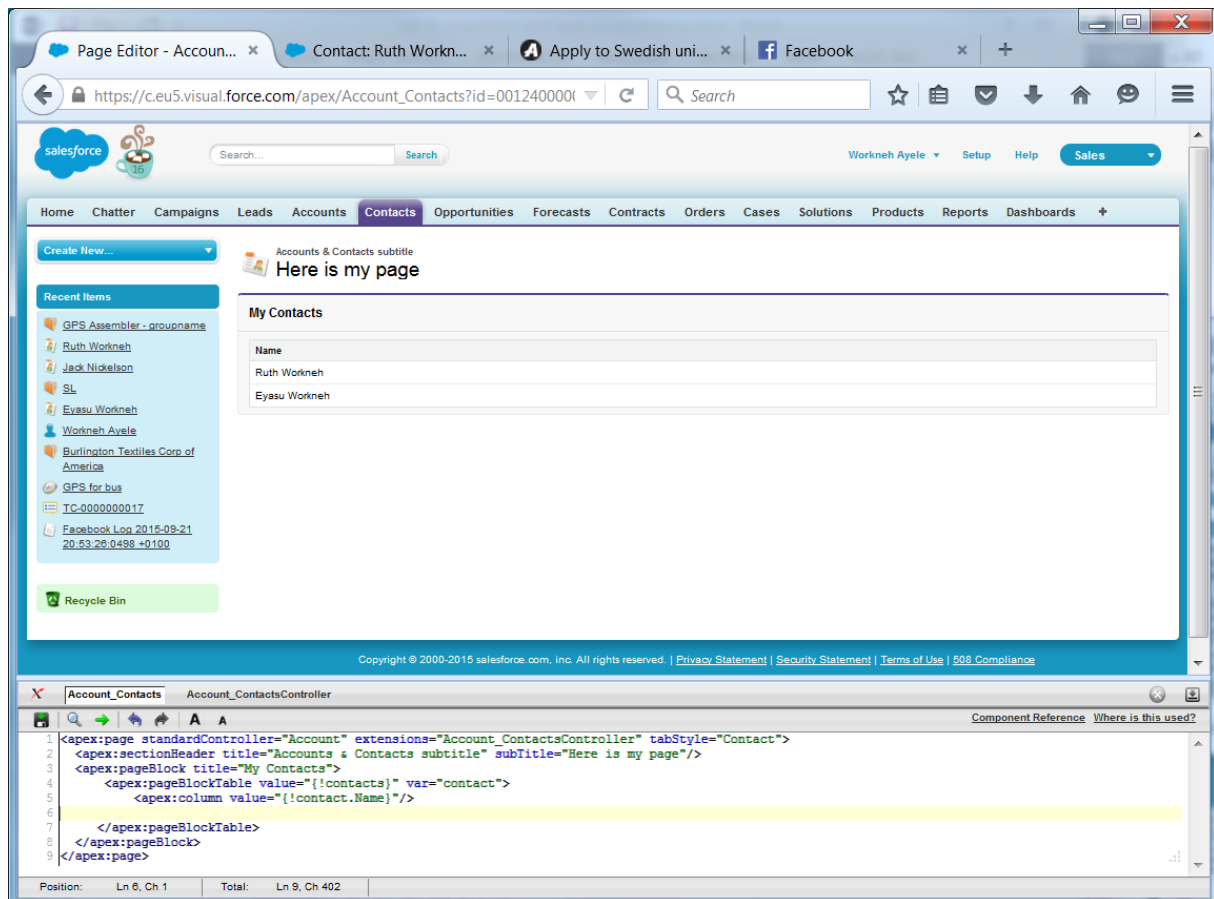 Page Editor - Accoun... × Contact: Ruth Workn... × Apply to Swedish uni... × Facebook × +
https://c.eu5.visual.force.com/apex/Account_Contacts?id=001240000( Search
salesforce 16 Search... Search Workneh Ayele Setup Help Sales
Home Chatter Campaigns Leads Accounts Contacts Opportunities Forecasts Contracts Orders Cases Solutions Products Reports Dashboards +
Create New...
Recent Items
GPS Assembler - groupname
Ruth Workneh
Jack Nickelson
SL
Eyasu Workneh
Workneh Ayele
Burlington Textiles Corp of
America
GPS for bus
TC-0000000017
Facebook Log 2015-09-21
20:53:26:0498 +0100
Recycle Bin
Accounts & Contacts subtitle
Here is my page
My Contacts
Name
Ruth Workneh
Eyasu Workneh
Copyright © 2000-2015 salesforce.com, inc. All rights reserved. | Privacy Statement | Security Statement | Terms of Use | 508 Compliance
Account_Contacts Account_ContactsController
A A Component Reference Where is this used?
1 <apex:page standardController="Account" extensions="Account_ContactsController" tabStyle="Contact">
2 <apex:sectionHeader title="Accounts & Contacts subtitle" subTitle="Here is my page"/>
3 <apex:pageBlock title="My Contacts">
4 <apex:pageBlockTable value="{!contacts}" var="contact">
5 <apex:column value="{!contact.Name}"/>
6
7 </apex:pageBlockTable>
8 </apex:pageBlock>
9 </apex:page>
Position: Ln 6, Ch 1 Total: Ln 9, Ch 402